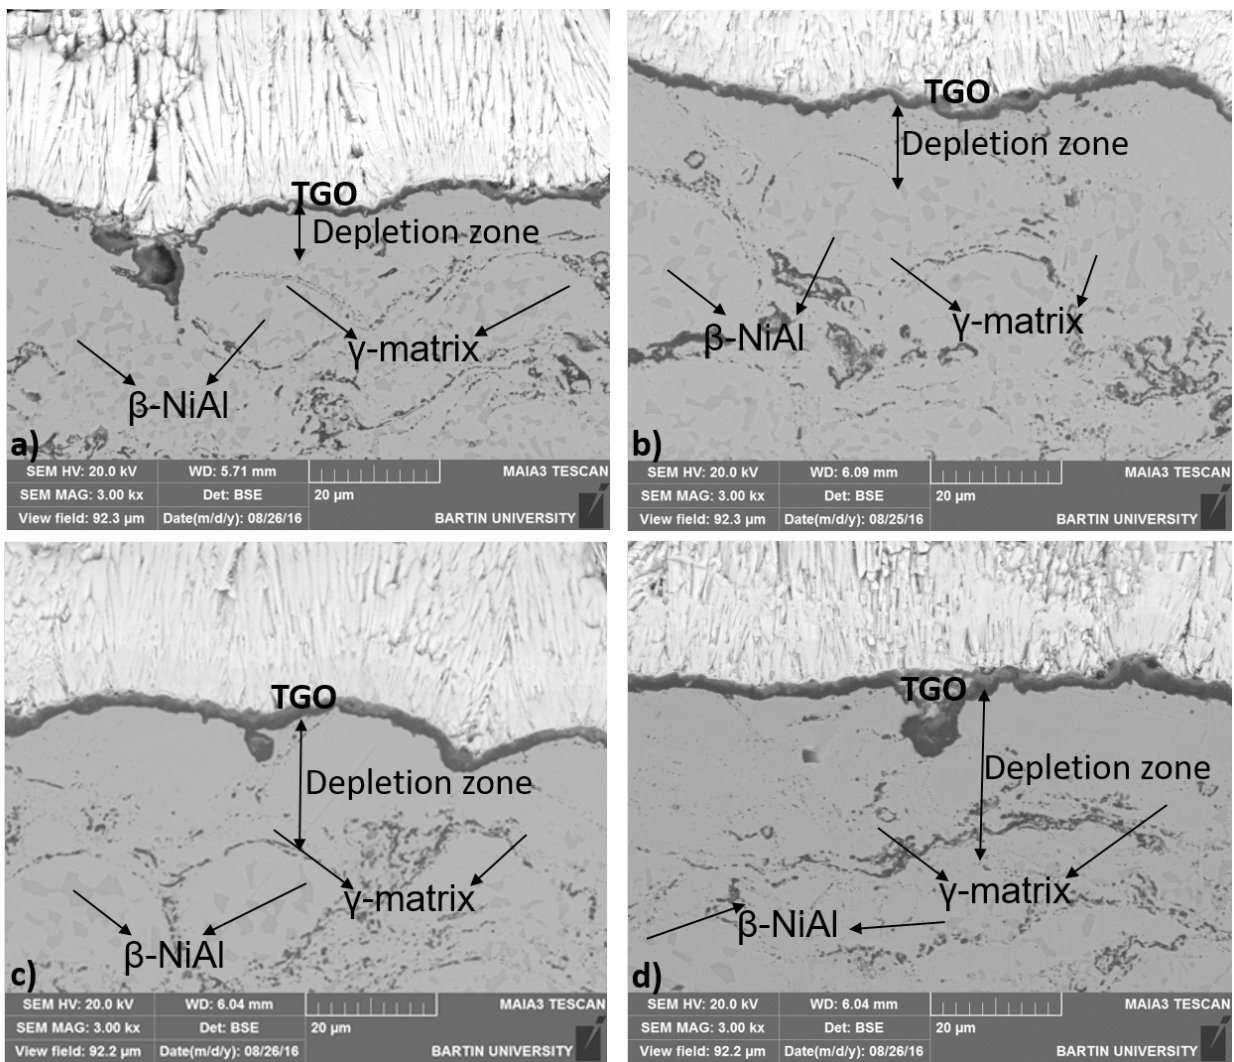 TGO
Depletion zone
γ-matrix
β-NiAl
a)
SEM HV: 20.0 kV WD: 5.71 mm MAIA3 TESCAN
SEM MAG: 3.00 kx Det: BSE 20 µm
View field: 92.3 µm Date(m/d/y): 08/26/16 BARTIN UNIVERSITY
TGO
Depletion zone
β-NiAl
γ-matrix
b)
SEM HV: 20.0 kV WD: 6.09 mm MAIA3 TESCAN
SEM MAG: 3.00 kx Det: BSE 20 µm
View field: 92.3 µm Date(m/d/y): 08/25/16 BARTIN UNIVERSITY
TGO
Depletion zone
γ-matrix
β-NiAl
c)
SEM HV: 20.0 kV WD: 6.04 mm MAIA3 TESCAN
SEM MAG: 3.00 kx Det: BSE 20 µm
View field: 92.2 µm Date(m/d/y): 08/26/16 BARTIN UNIVERSITY
TGO
Depletion zone
γ-matrix
β-NiAl
d)
SEM HV: 20.0 kV WD: 6.04 mm MAIA3 TESCAN
SEM MAG: 3.00 kx Det: BSE 20 µm
View field: 92.2 µm Date(m/d/y): 08/26/16 BARTIN UNIVERSITY